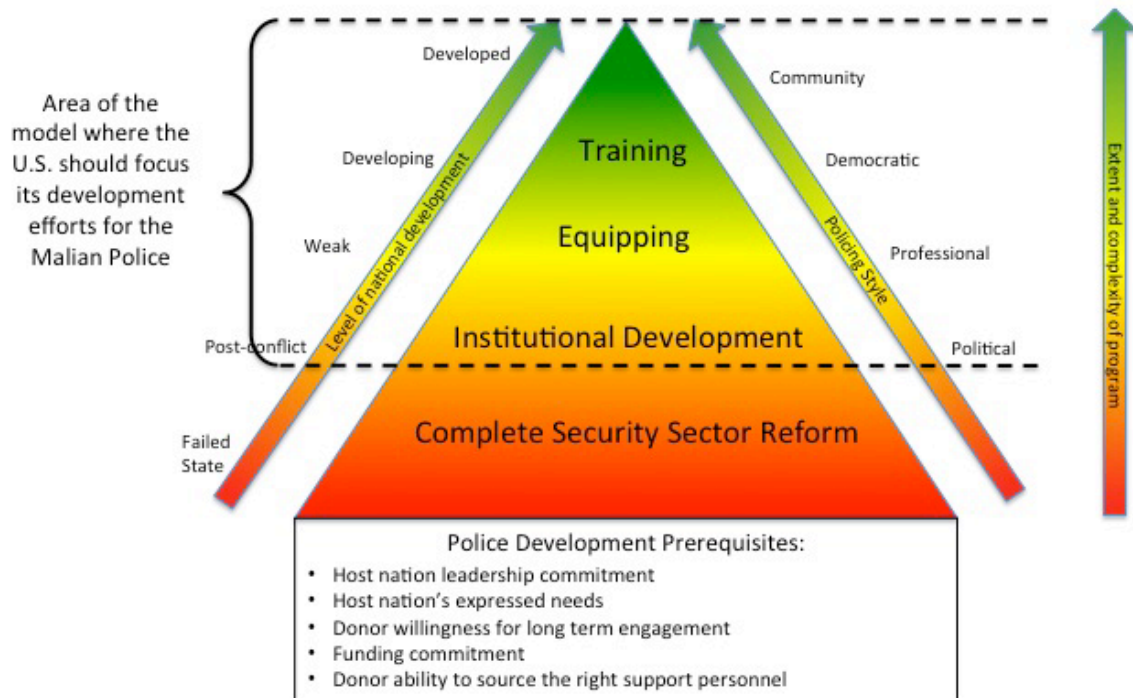 Area of the
model where the
U.S. should focus
its development
efforts for the
Malian Police
Developed
Developing
Weak
Post-conflict
Failed
State
Level of national development
Training
Equipping
Institutional Development
Complete Security Sector Reform
Community
Democratic
Professional
Political
Policing Style
Extent and complexity of program
Police Development Prerequisites:
• Host nation leadership commitment
• Host nation's expressed needs
• Donor willingness for long term engagement
• Funding commitment
• Donor ability to source the right support personnel